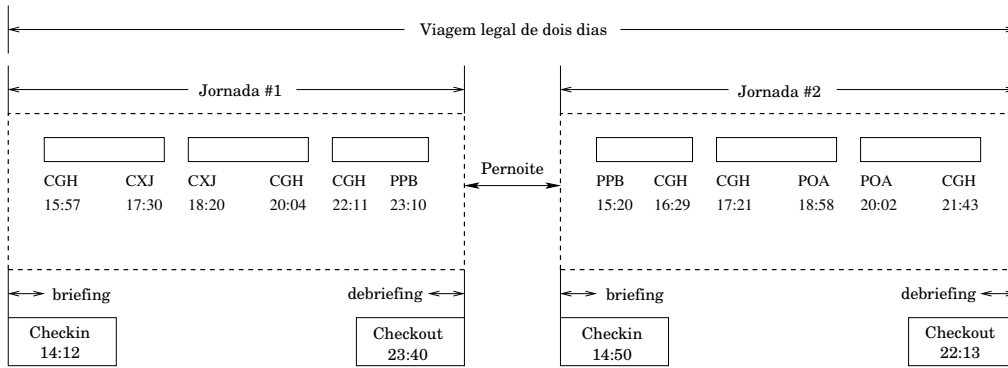 Viagem legal de dois dias
Jornada #1
Jornada #2
Pernoite
CGH CXJ CXJ CGH CGH PPB
15:57 17:30 18:20 20:04 22:11 23:10
PPB CGH CGH POA POA CGH
15:20 16:29 17:21 18:58 20:02 21:43
briefing debriefing briefing debriefing
Checkin Checkout Checkin Checkout
14:12 23:40 14:50 22:13